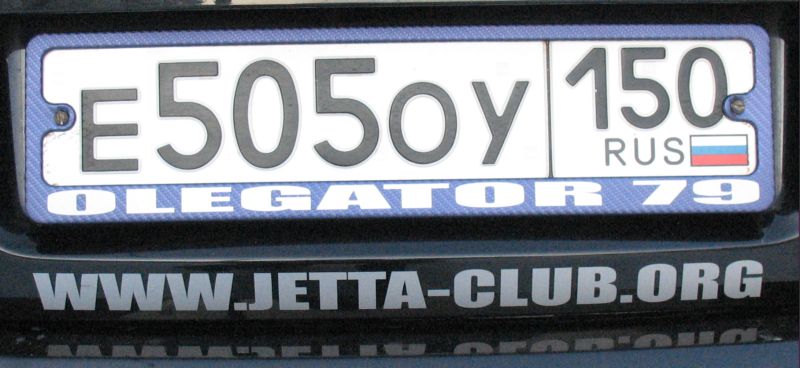 Е505ОУ 150
RUS
OLEGATOR 79
WWW.JETTA-CLUB.ORG